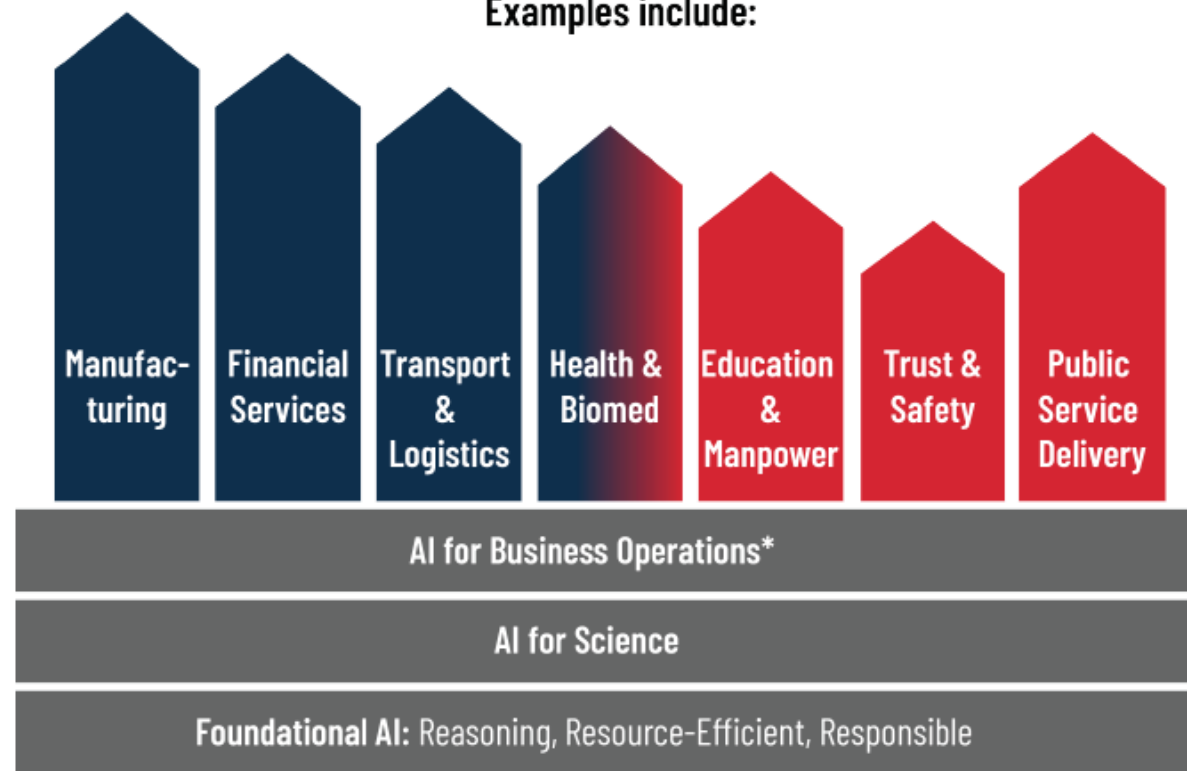 Examples include:
Manufac-
turing
Financial
Services
Transport
&
Logistics
Health &
Biomed
Education
&
Manpower
Trust &
Safety
Public
Service
Delivery
AI for Business Operations*
AI for Science
Foundational AI: Reasoning, Resource-Efficient, Responsible